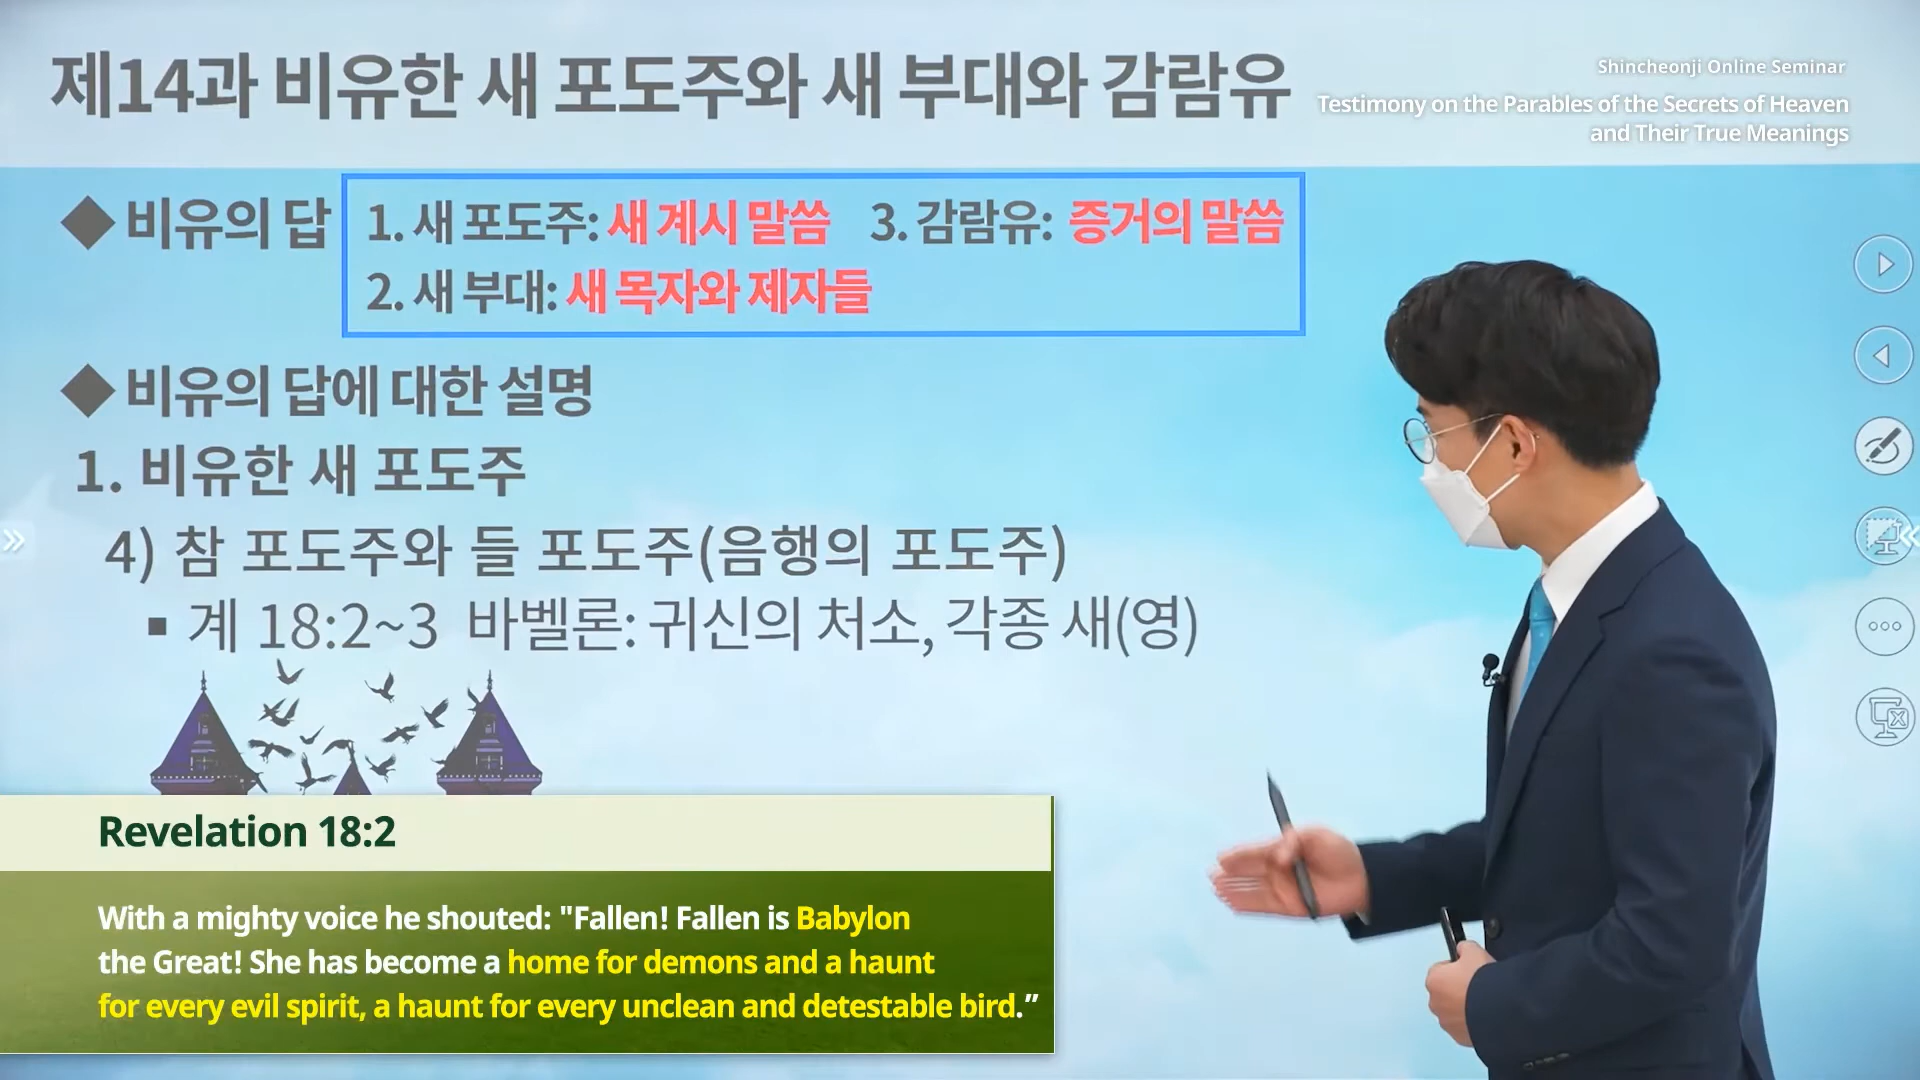 제14과 비유한 새 포도주와 새 부대와 감람유
Shincheonji Online Seminar
Testimony on the Parables of the Secrets of Heaven
and Their True Meanings
◆ 비유의 답
1. 새 포도주: 새 계시 말씀 3. 감람유: 증거의 말씀
2. 새 부대: 새 목자와 제자들
◆ 비유의 답에 대한 설명
1. 비유한 새 포도주
4) 참 포도주와 들 포도주(음행의 포도주)
▪ 계 18:2~3 바벨론: 귀신의 처소, 각종 새(영)
Revelation 18:2
With a mighty voice he shouted: "Fallen! Fallen is Babylon
the Great! She has become a home for demons and a haunt
for every evil spirit, a haunt for every unclean and detestable bird.”